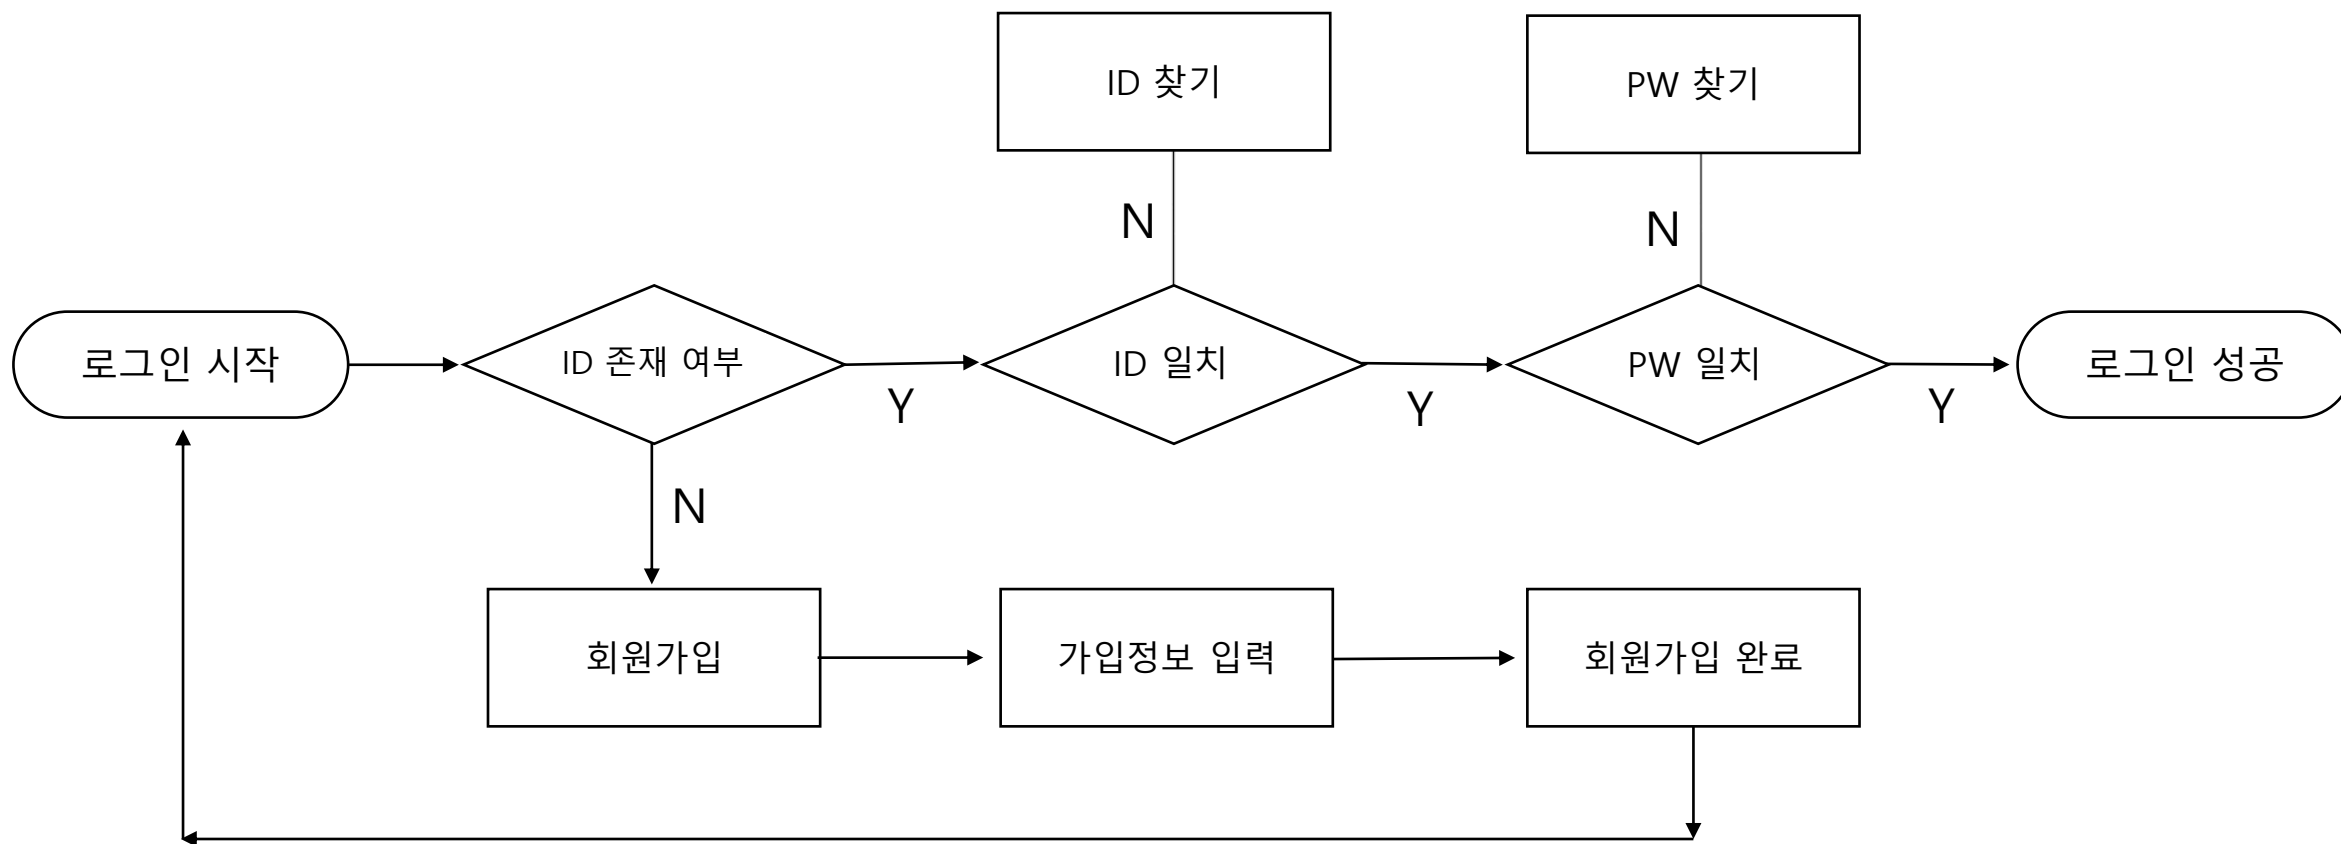 ID 찾기
PW 찾기
N
N
로그인 시작
ID 존재 여부
Y
ID 일치
Y
PW 일치
Y
로그인 성공
N
회원가입
가입정보 입력
회원가입 완료